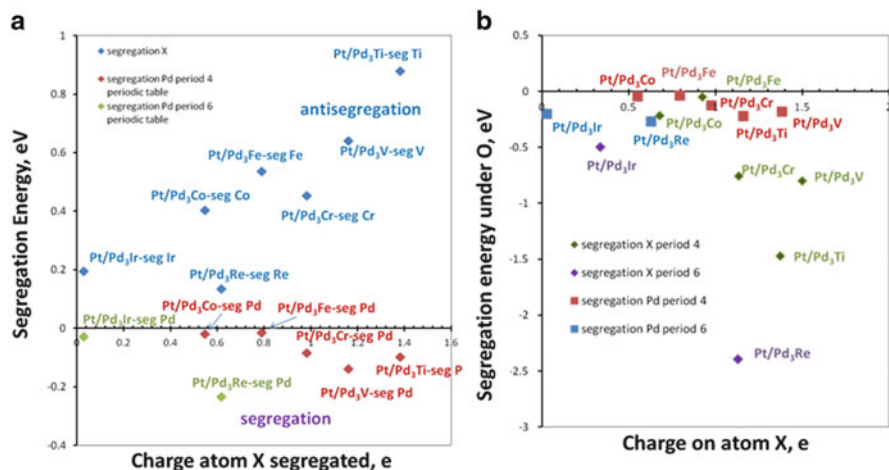 a
1
0.8
0.6
0.4
0.2
0
-0.2
-0.4
Segregation Energy, eV
segregation X
segregation Pd period 4
periodic table
segregation Pd period 6
periodic table
Pt/Pd3Ti-seg Ti
antisegregation
Pt/Pd3V-seg V
Pt/Pd3Fe-seg Fe
Pt/Pd3Co-seg Co
Pt/Pd3Cr-seg Cr
Pt/Pd3Ir-seg Ir
Pt/Pd3Re-seg Re
Pt/Pd3Co-seg Pd
Pt/Pd3Fe-seg Pd
Pt/Pd3Ir-seg Pd
Pt/Pd3Cr-seg Pd
0 0.2 0.4 0.6 0.8 1 1.2 1.4 1.6
Pt/Pd3Ti-seg P
Pt/Pd3Re-seg Pd
Pt/Pd3V-seg Pd
segregation
Charge atom X segregated, e
b
0.5
0
-0.5
-1
-1.5
-2
-2.5
-3
Segregation energy under O, eV
Pt/Pd3Co
Pt/Pd3Fe
Pt/Pd3Fe
0.5 1.5 2
Pt/Pd3Ir
Pt/Pd3Re
Pt/Pd3Co
Pt/Pd3Cr
Pt/Pd3Ti
Pt/Pd3V
Pt/Pd3Ir
Pt/Pd3Cr
Pt/Pd3V
Pt/Pd3Ti
segregation X period 4
segregation X period 6
segregation Pd period 4
segregation Pd period 6
Pt/Pd3Re
Charge on atom X, e